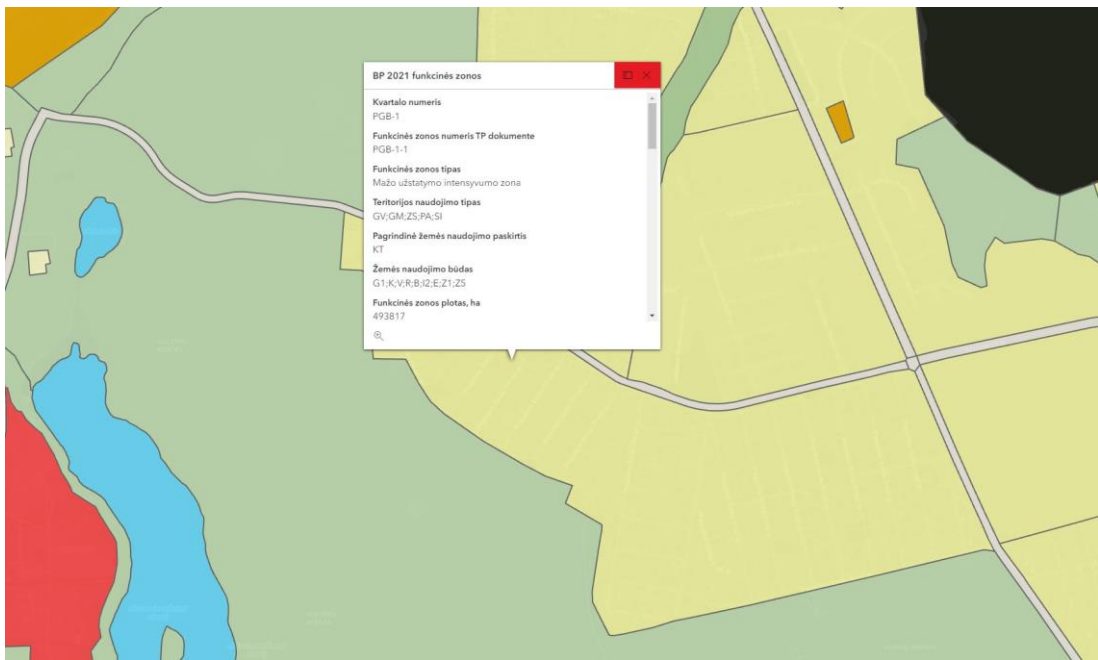 BP 2021 funkcinės zonos
Kvartalo numeris
PGB-1
Funkcinės zonos numeris TP dokumente
PGB-1-1
Funkcinės zonos tipas
Mažo užstatymo intensyvumo zona
Teritorijos naudojimo tipas
GV;GM;ZS;PA;SI
Pagrindinė žemės naudojimo paskirtis
KT
Žemės naudojimo būdas
G1;K;V;R;B;I2;E;Z1;Z5
Funkcinės zonos plotas, ha
493817